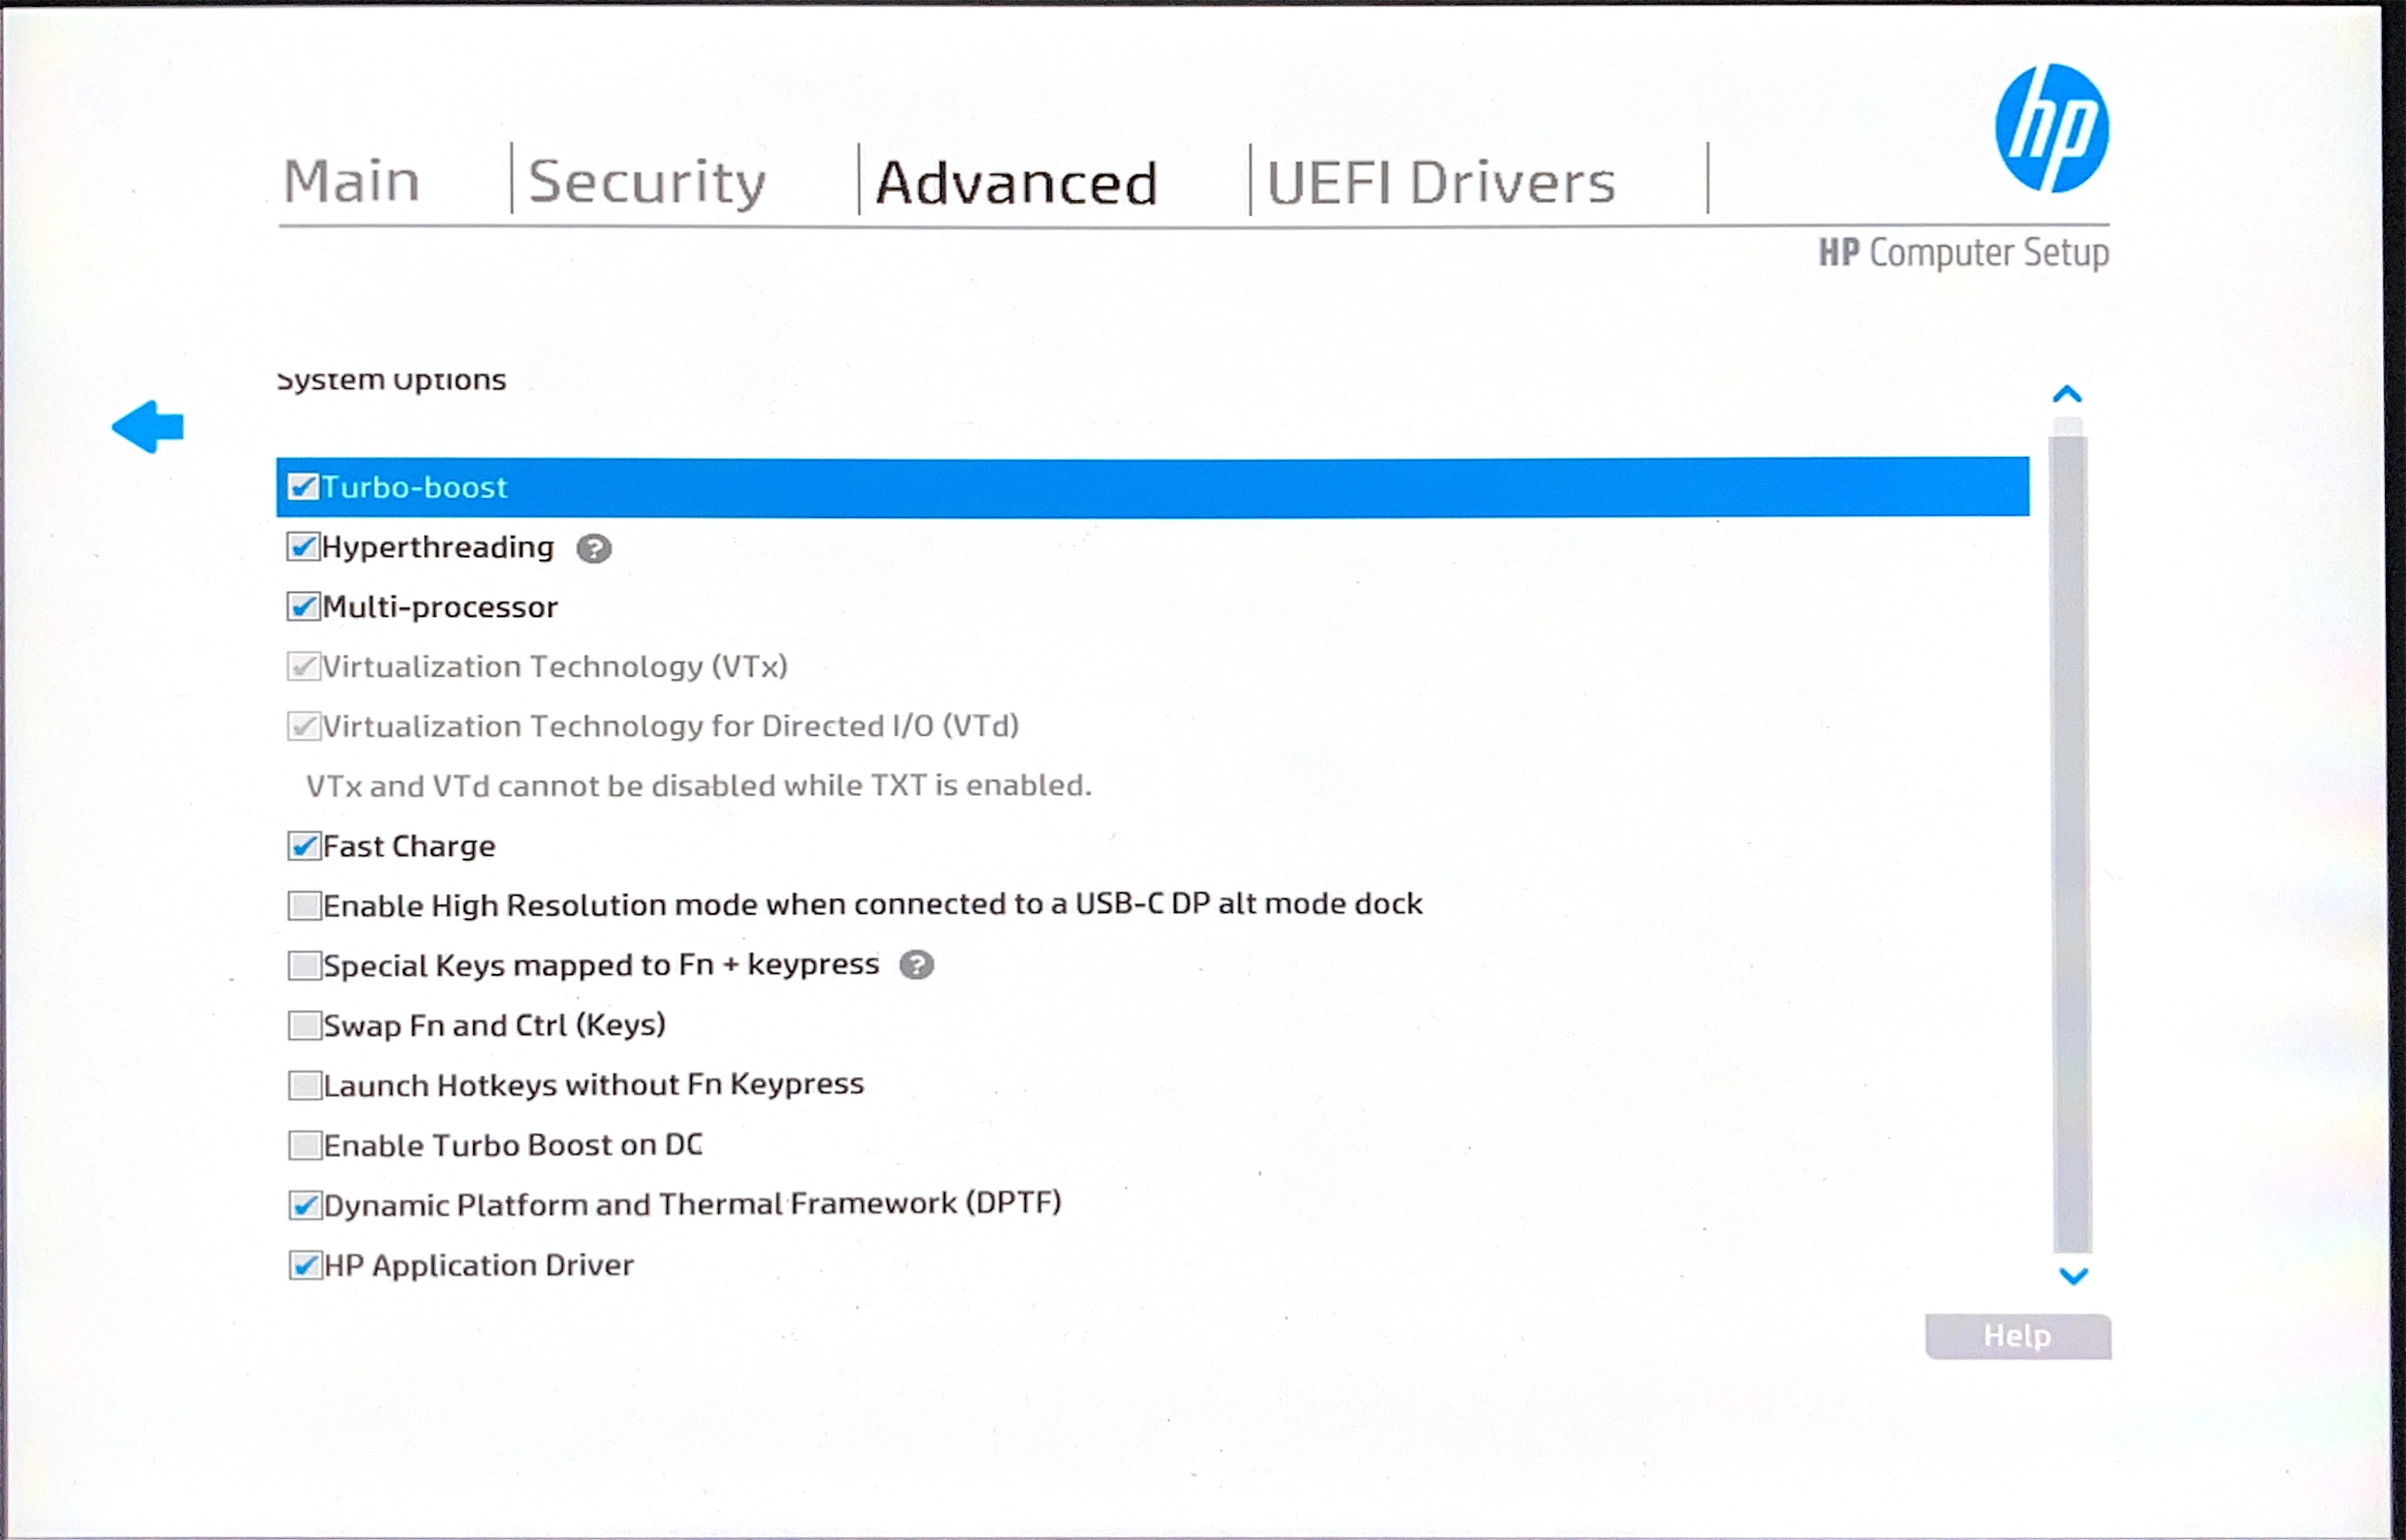 hp
Main Security Advanced UEFI Drivers
HP Computer Setup
System Options
Turbo-boost
Hyperthreading ?
Multi-processor
Virtualization Technology (VTx)
Virtualization Technology for Directed I/O (VTd)
VTx and VTd cannot be disabled while TXT is enabled.
Fast Charge
Enable High Resolution mode when connected to a USB-C DP alt mode dock
Special Keys mapped to Fn + keypress ?
Swap Fn and Ctrl (Keys)
Launch Hotkeys without Fn Keypress
Enable Turbo Boost on DC
Dynamic Platform and Thermal Framework (DPTF)
HP Application Driver
Help